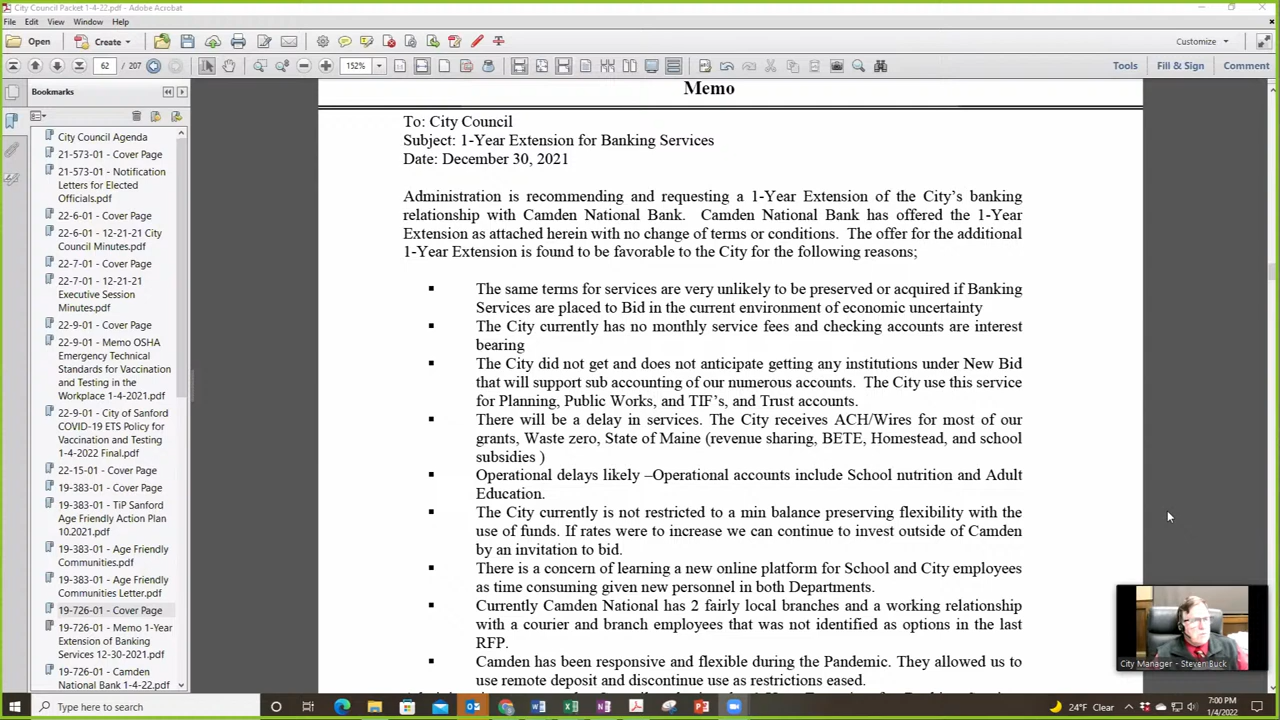 City Council Packet 1-4-22.pdf - Adobe Acrobat
File Edit View Window Help
Open Create Customize
62 / 207 152% Tools Fill & Sign Comment
Bookmarks
City Council Agenda
21-573-01 - Cover Page
21-573-01 - Notification
Letters for Elected
Officials.pdf
22-6-01 - Cover Page
22-6-01 - 12-21-21 City
Council Minutes.pdf
22-7-01 - Cover Page
22-7-01 - 12-21-21
Executive Session
Minutes.pdf
22-9-01 - Cover Page
22-9-01 - Memo OSHA
Emergency Technical
Standards for Vaccination
and Testing in the
Workplace 1-4-2021.pdf
22-9-01 - City of Sanford
COVID-19 ETS Policy for
Vaccination and Testing
1-4-2022 Final.pdf
22-15-01 - Cover Page
19-383-01 - Cover Page
19-383-01 - TiP Sanford
Age Friendly Action Plan
10.2021.pdf
19-383-01 - Age Friendly
Communities.pdf
19-383-01 - Age Friendly
Communities Letter.pdf
19-726-01 - Cover Page
19-726-01 - Memo 1-Year
Extension of Banking
Services 12-30-2021.pdf
19-726-01 - Camden
National Bank 1-4-22.pdf
Memo
To: City Council
Subject: 1-Year Extension for Banking Services
Date: December 30, 2021
Administration is recommending and requesting a 1-Year Extension of the City's banking
relationship with Camden National Bank. Camden National Bank has offered the 1-Year
Extension as attached herein with no change of terms or conditions. The offer for the additional
1-Year Extension is found to be favorable to the City for the following reasons;
▪ The same terms for services are very unlikely to be preserved or acquired if Banking
Services are placed to Bid in the current environment of economic uncertainty
▪ The City currently has no monthly service fees and checking accounts are interest
bearing
▪ The City did not get and does not anticipate getting any institutions under New Bid
that will support sub accounting of our numerous accounts. The City use this service
for Planning, Public Works, and TIF's, and Trust accounts.
▪ There will be a delay in services. The City receives ACH/Wires for most of our
grants, Waste zero, State of Maine (revenue sharing, BETE, Homestead, and school
subsidies )
▪ Operational delays likely –Operational accounts include School nutrition and Adult
Education.
▪ The City currently is not restricted to a min balance preserving flexibility with the
use of funds. If rates were to increase we can continue to invest outside of Camden
by an invitation to bid.
▪ There is a concern of learning a new online platform for School and City employees
as time consuming given new personnel in both Departments.
▪ Currently Camden National has 2 fairly local branches and a working relationship
with a courier and branch employees that was not identified as options in the last
RFP.
▪ Camden has been responsive and flexible during the Pandemic. They allowed us to
use remote deposit and discontinue use as restrictions eased.
City Manager - Steven Buck
Type here to search
24°F Clear
7:00 PM
1/4/2022